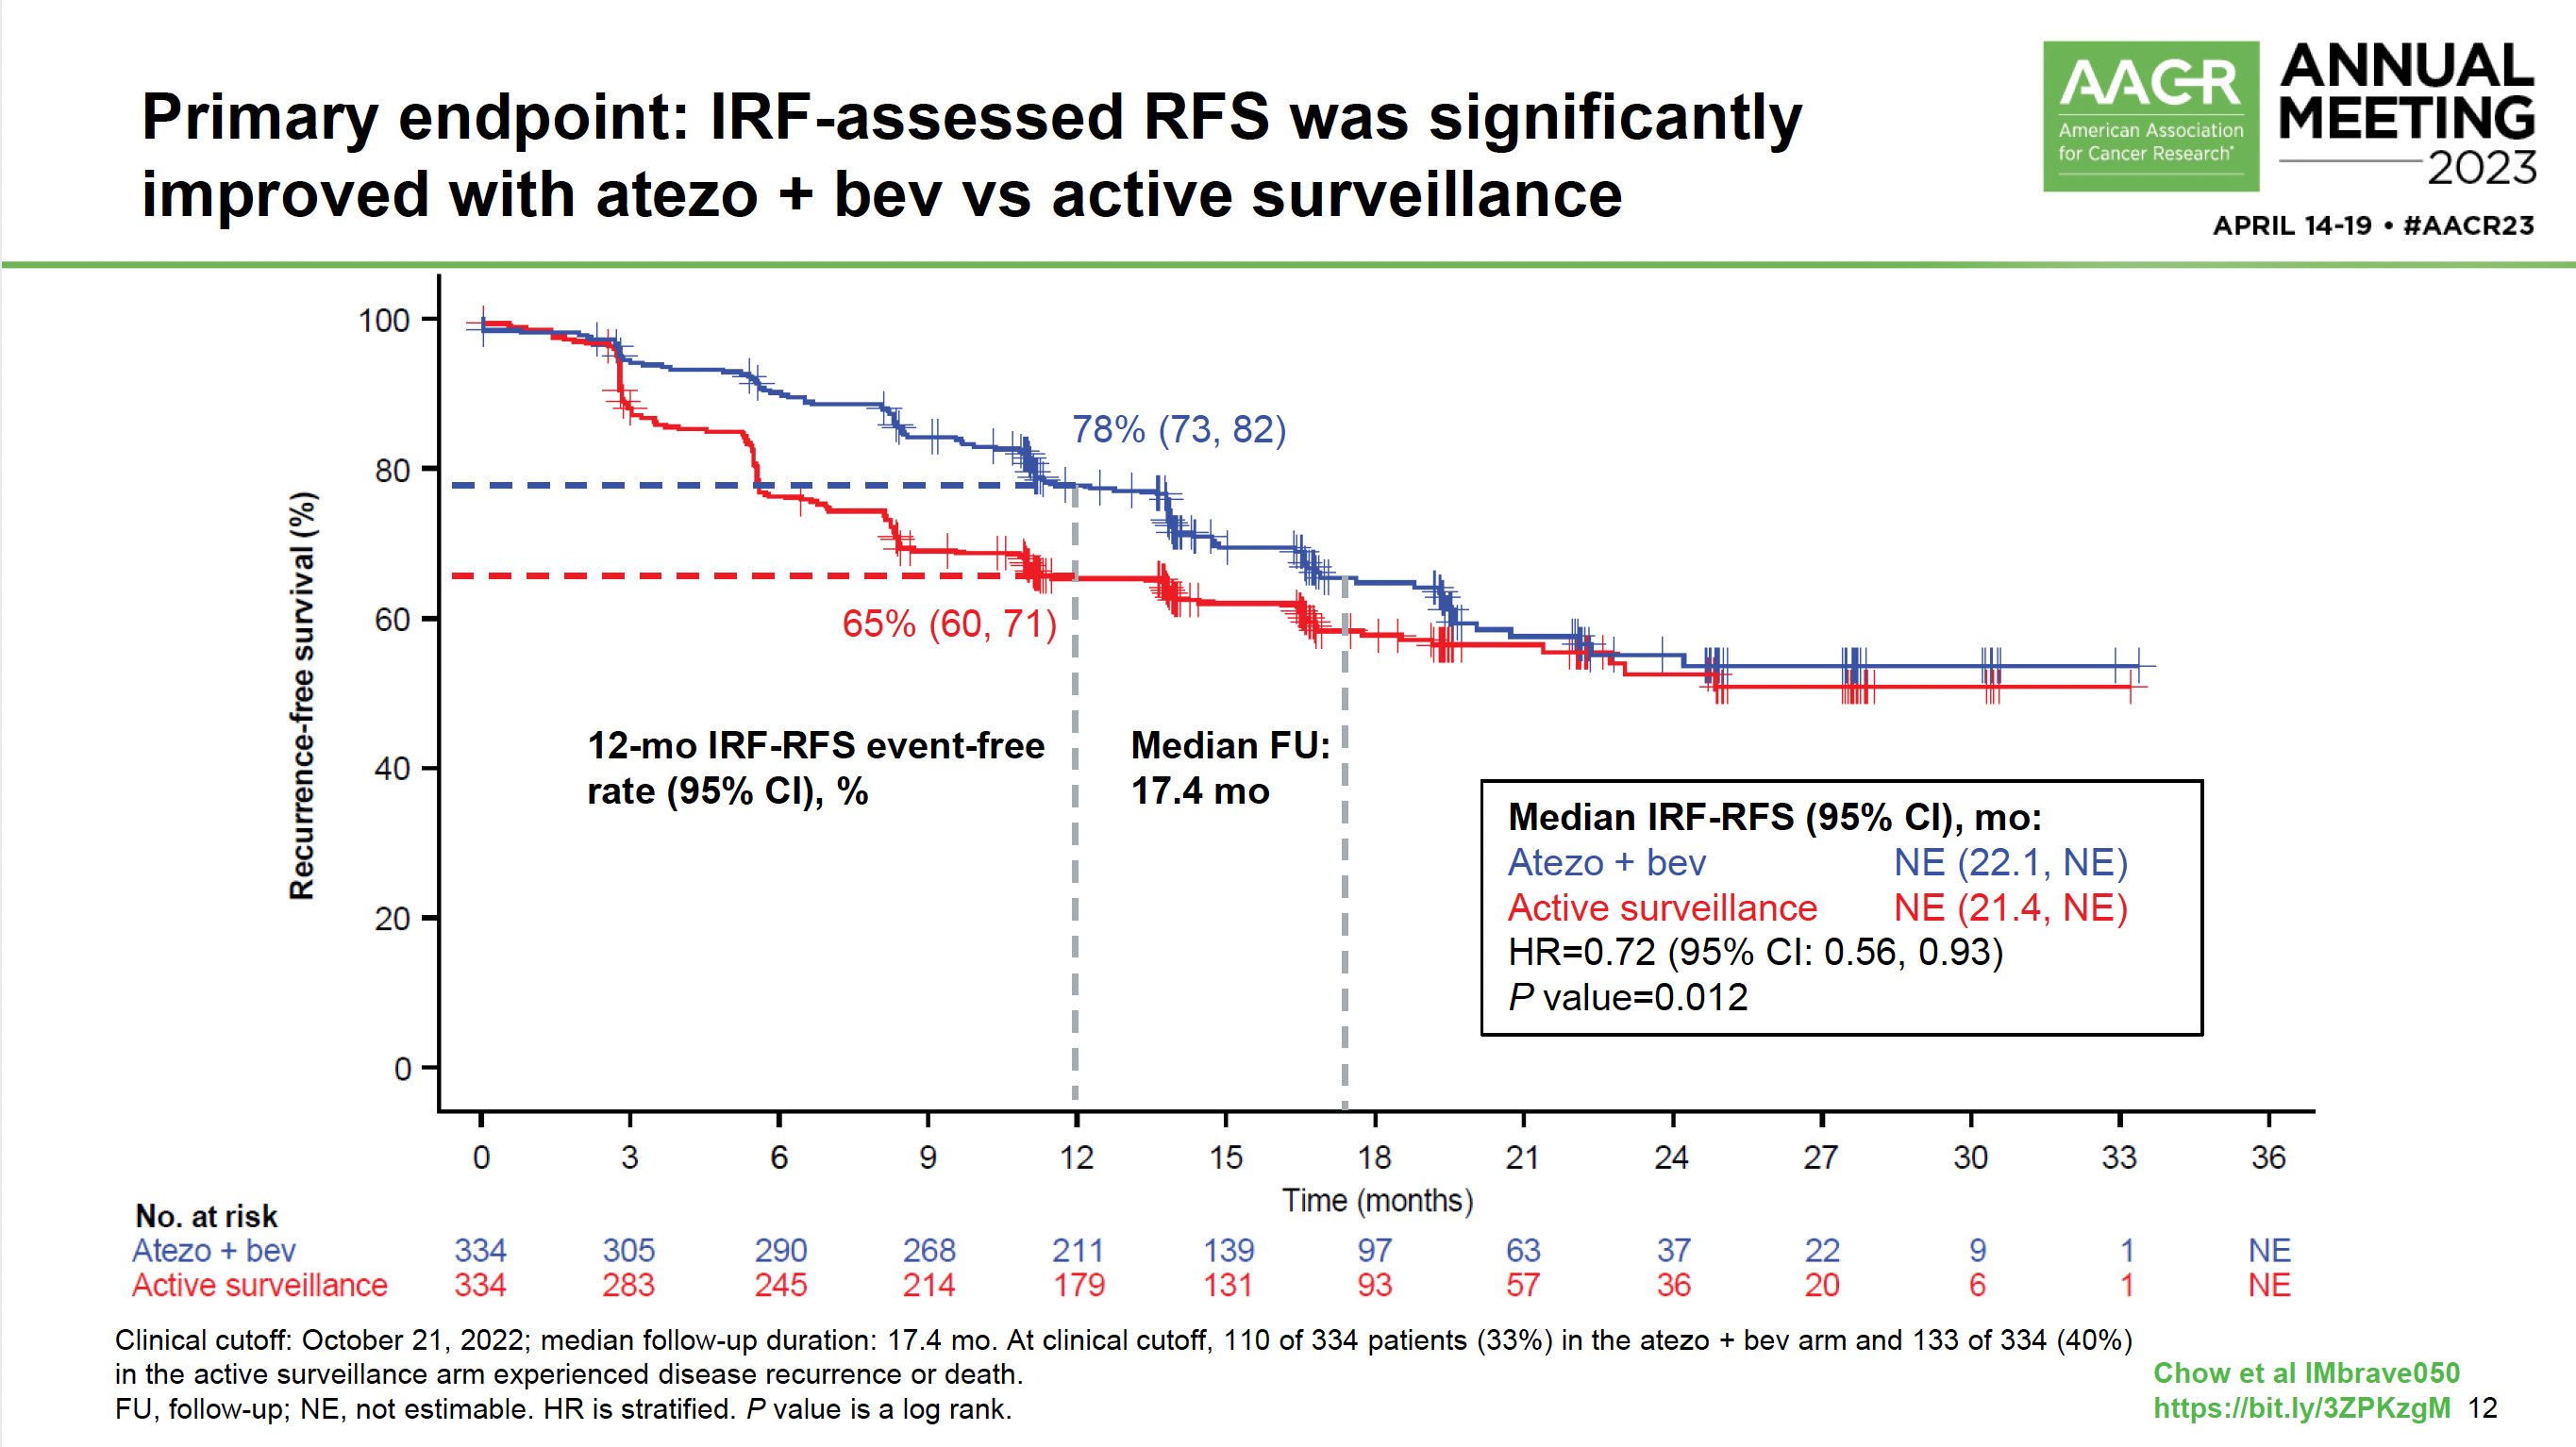 Primary endpoint: IRF-assessed RFS was significantly
improved with atezo + bev vs active surveillance
AACR
American Association
for Cancer Research
ANNUAL
MEETING
2023
APRIL 14-19 • #AACR23
Recurrence-free survival (%)
100
80
60
40
20
0
78% (73, 82)
65% (60, 71)
12-mo IRF-RFS event-free
rate (95% CI), %
Median FU:
17.4 mo
Median IRF-RFS (95% CI), mo:
Atezo + bev NE (22.1, NE)
Active surveillance NE (21.4, NE)
HR=0.72 (95% CI: 0.56, 0.93)
P value=0.012
0 3 6 9 12 15 18 21 24 27 30 33 36
Time (months)
No. at risk
Atezo + bev 334 305 290 268 211 139 97 63 37 22 9 1 NE
Active surveillance 334 283 245 214 179 131 93 57 36 20 6 1 NE
Clinical cutoff: October 21, 2022; median follow-up duration: 17.4 mo. At clinical cutoff, 110 of 334 patients (33%) in the atezo + bev arm and 133 of 334 (40%)
in the active surveillance arm experienced disease recurrence or death.
FU, follow-up; NE, not estimable. HR is stratified. P value is a log rank.
Chow et al IMbrave050
https://bit.ly/3ZPKzgM 12